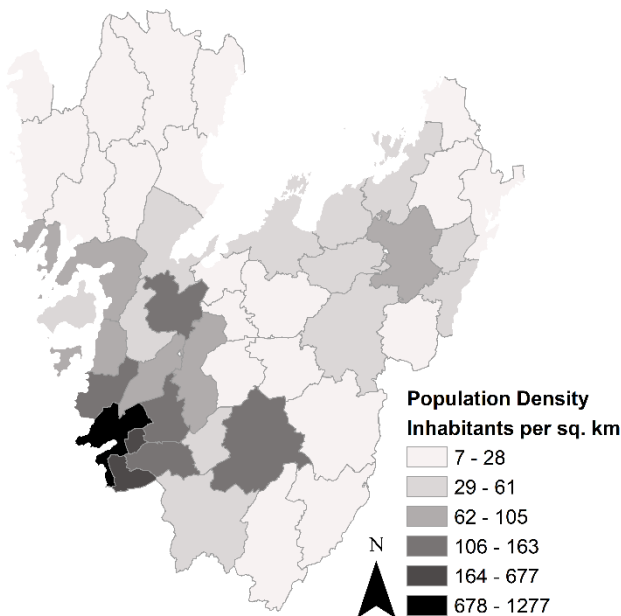 Population Density
Inhabitants per sq. km
7 - 28
29 - 61
62 - 105
106 - 163
164 - 677
678 - 1277
N